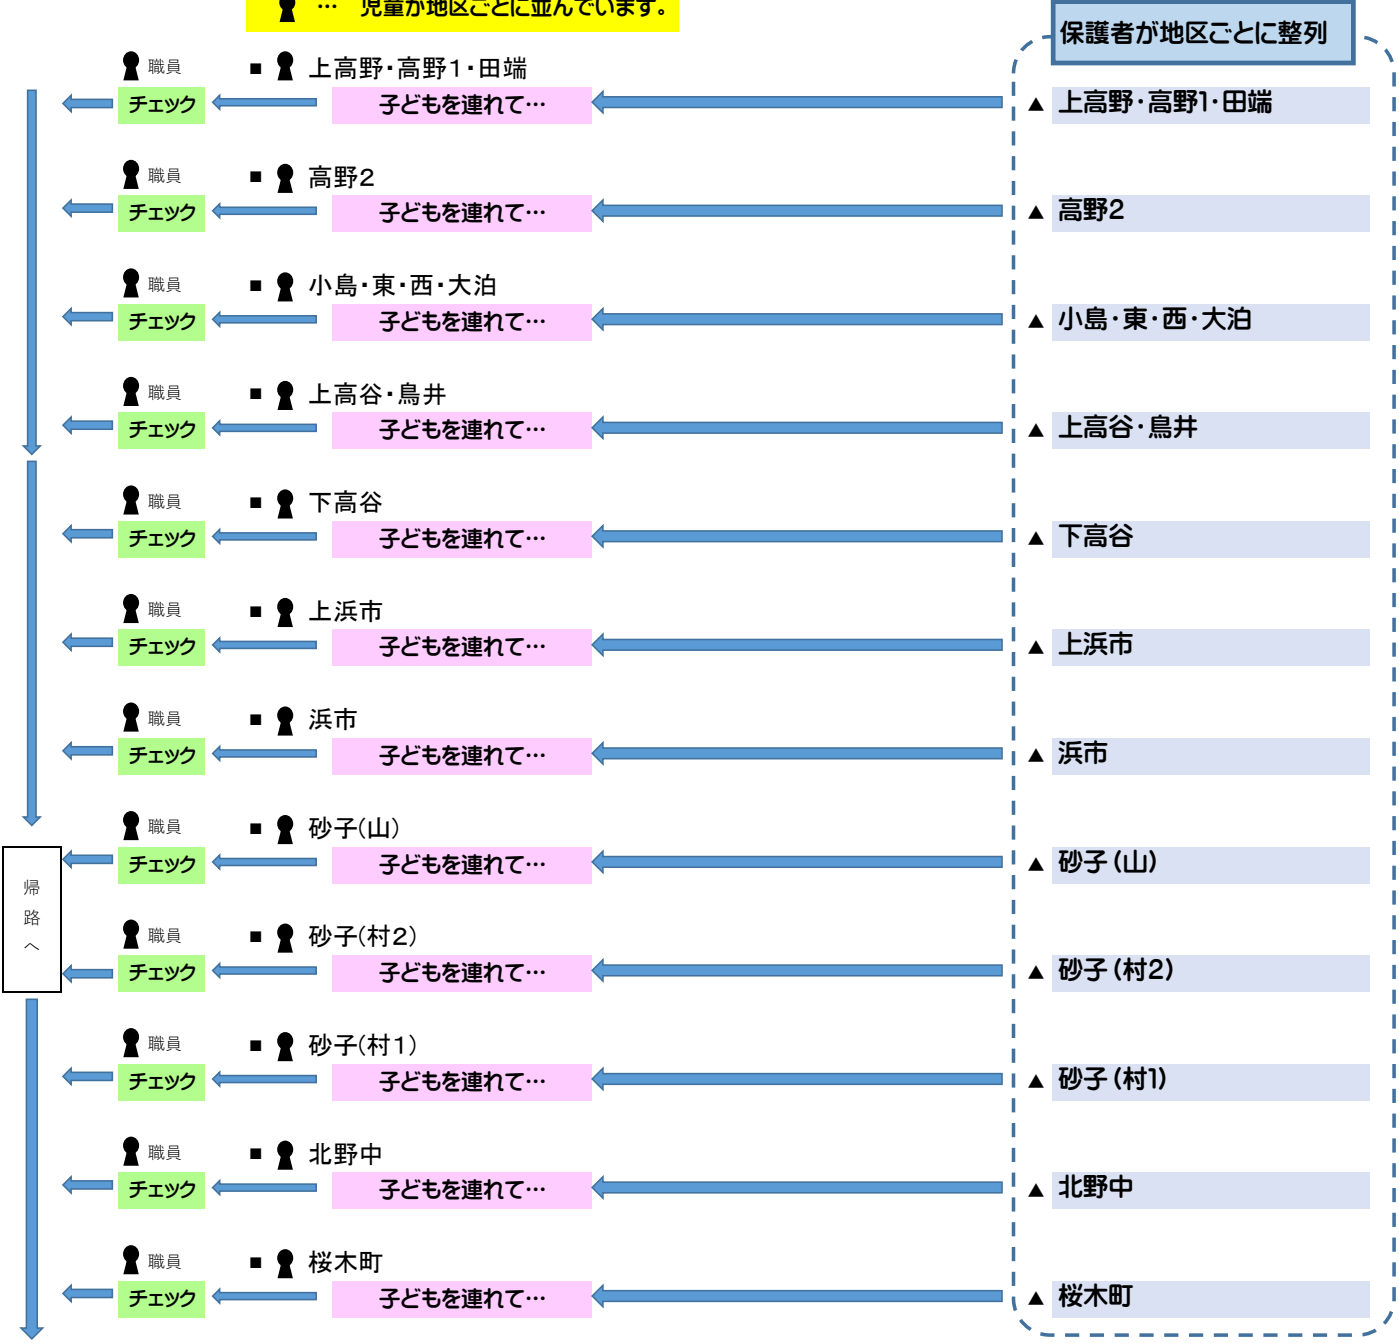 … 児童が地区ごとに並んでいます。
保護者が地区ごとに整列
職員 ■ 上高野・高野1・田端
チェック 子どもを連れて… ▲ 上高野・高野1・田端
職員 ■ 高野2
チェック 子どもを連れて… ▲ 高野2
職員 ■ 小島・東・西・大泊
チェック 子どもを連れて… ▲ 小島・東・西・大泊
職員 ■ 上高谷・鳥井
チェック 子どもを連れて… ▲ 上高谷・鳥井
職員 ■ 下高谷
チェック 子どもを連れて… ▲ 下高谷
職員 ■ 上浜市
チェック 子どもを連れて… ▲ 上浜市
職員 ■ 浜市
チェック 子どもを連れて… ▲ 浜市
職員 ■ 砂子(山)
チェック 子どもを連れて… ▲ 砂子(山)
帰路へ
職員 ■ 砂子(村2)
チェック 子どもを連れて… ▲ 砂子(村2)
職員 ■ 砂子(村1)
チェック 子どもを連れて… ▲ 砂子(村1)
職員 ■ 北野中
チェック 子どもを連れて… ▲ 北野中
職員 ■ 桜木町
チェック 子どもを連れて… ▲ 桜木町